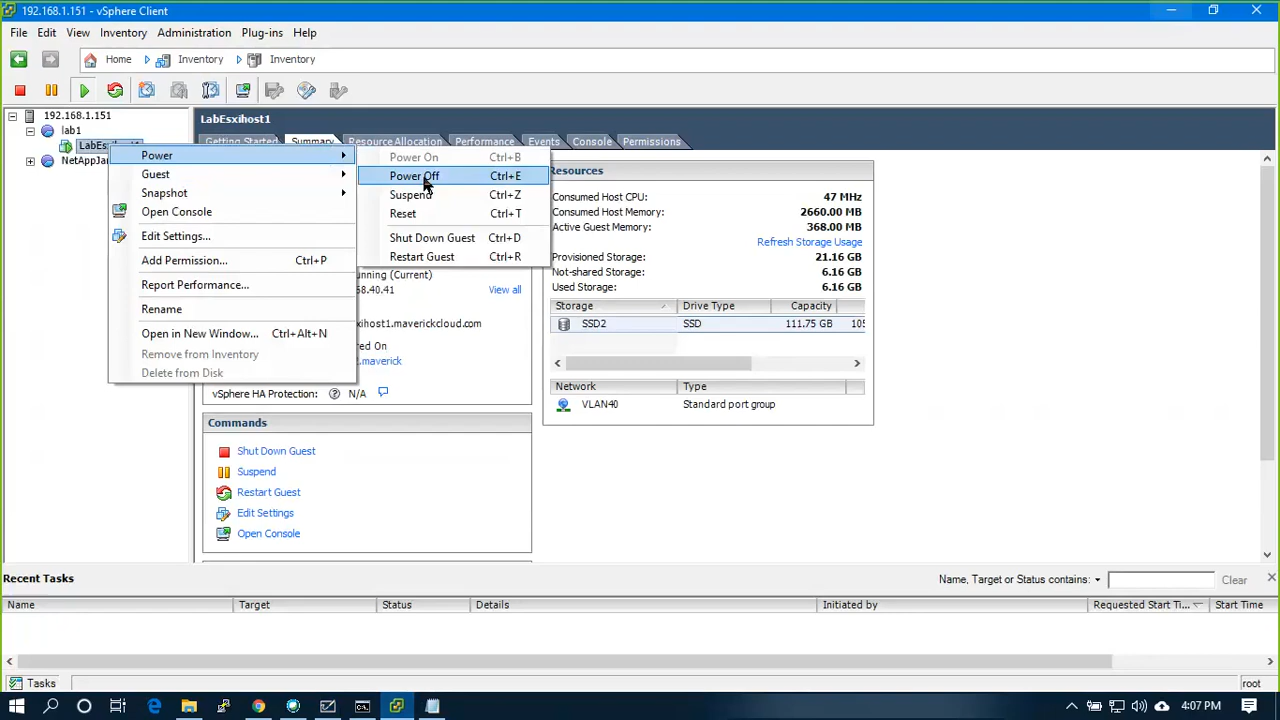 192.168.1.151 - vSphere Client
File Edit View Inventory Administration Plug-ins Help
Home Inventory Inventory
192.168.1.151
lab1
LabEsxihost1
NetAppJar
LabEsxihost1
Getting Started Summary Resource Allocation Performance Events Console Permissions
Power
Guest
Snapshot
Open Console
Edit Settings...
Add Permission... Ctrl+P
Report Performance...
Rename
Open in New Window... Ctrl+Alt+N
Remove from Inventory
Delete from Disk
Power On Ctrl+B
Power Off Ctrl+E
Suspend Ctrl+Z
Reset Ctrl+T
Shut Down Guest Ctrl+D
Restart Guest Ctrl+R
unning (Current)
68.40.41 View all
xihost1.maverickcloud.com
red On
2.maverick
vSphere HA Protection: N/A
Commands
Shut Down Guest
Suspend
Restart Guest
Edit Settings
Open Console
Resources
Consumed Host CPU: 47 MHz
Consumed Host Memory: 2660.00 MB
Active Guest Memory: 368.00 MB
Refresh Storage Usage
Provisioned Storage: 21.16 GB
Not-shared Storage: 6.16 GB
Used Storage: 6.16 GB
Storage Drive Type Capacity
SSD2 SSD 111.75 GB 105
Network Type
VLAN40 Standard port group
Recent Tasks Name, Target or Status contains: Clear
Name Target Status Details Initiated by Requested Start Ti... Start Time
Tasks root
4:07 PM